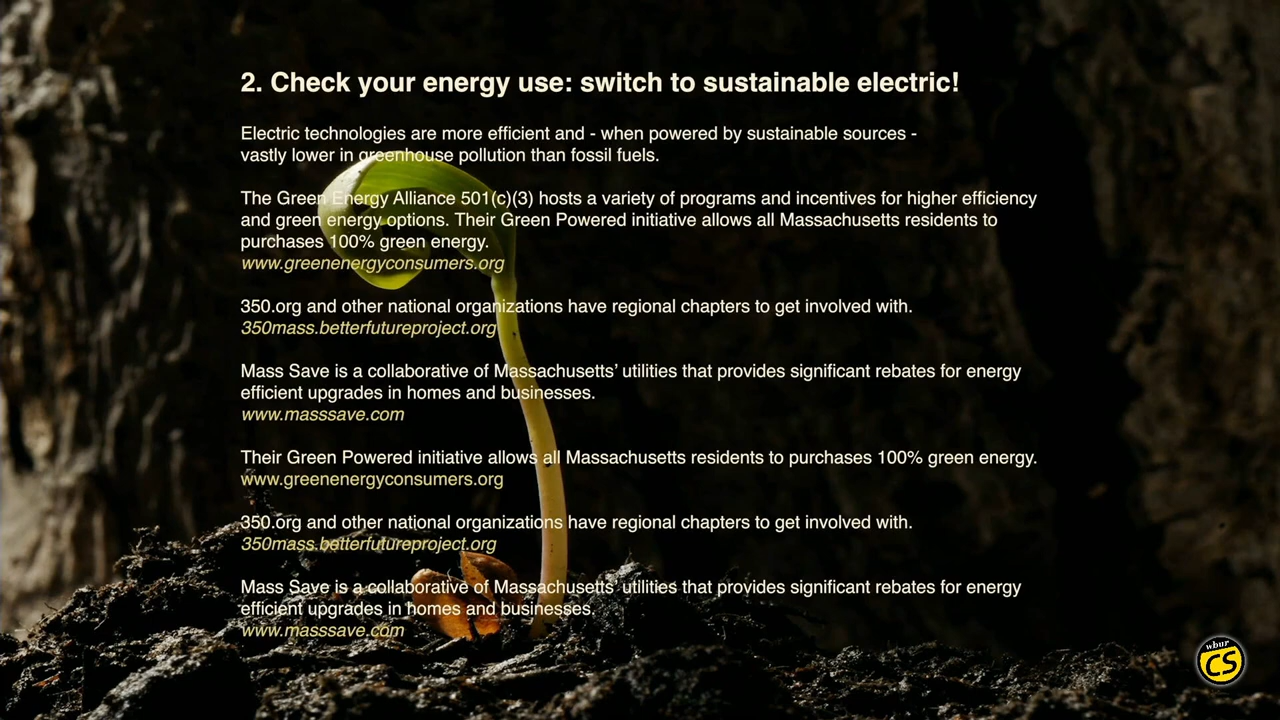 2. Check your energy use: switch to sustainable electric!
Electric technologies are more efficient and - when powered by sustainable sources -
vastly lower in greenhouse pollution than fossil fuels.
The Green Energy Alliance 501(c)(3) hosts a variety of programs and incentives for higher efficiency
and green energy options. Their Green Powered initiative allows all Massachusetts residents to
purchases 100% green energy.
www.greenenergyconsumers.org
350.org and other national organizations have regional chapters to get involved with.
350mass.betterfutureproject.org
Mass Save is a collaborative of Massachusetts’ utilities that provides significant rebates for energy
efficient upgrades in homes and businesses.
www.masssave.com
Their Green Powered initiative allows all Massachusetts residents to purchases 100% green energy.
www.greenenergyconsumers.org
350.org and other national organizations have regional chapters to get involved with.
350mass.betterfutureproject.org
Mass Save is a collaborative of Massachusetts’ utilities that provides significant rebates for energy
efficient upgrades in homes and businesses.
www.masssave.com
wbur
CS